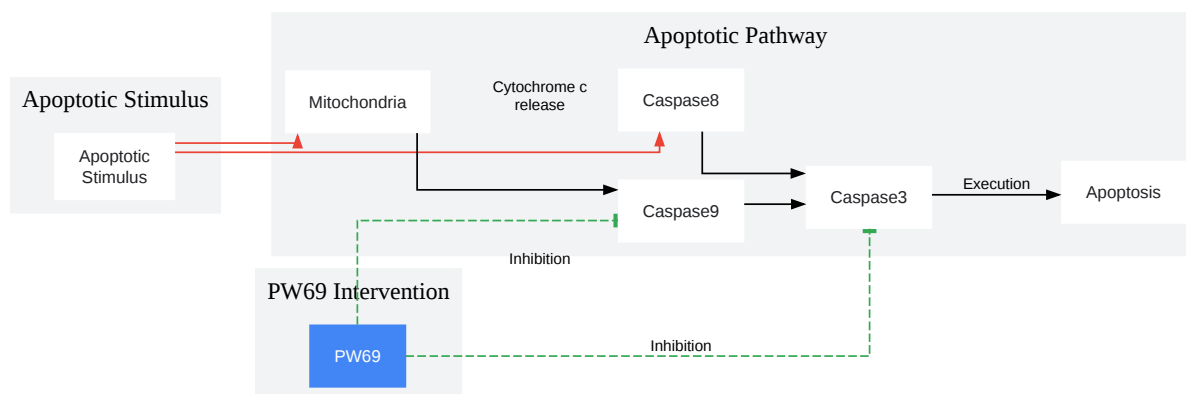 Apoptotic Pathway
Apoptotic Stimulus
Apoptotic
Stimulus
Mitochondria
Cytochrome c
release
Caspase8
Caspase9
Caspase3
Execution
Apoptosis
Inhibition
PW69 Intervention
PW69
Inhibition